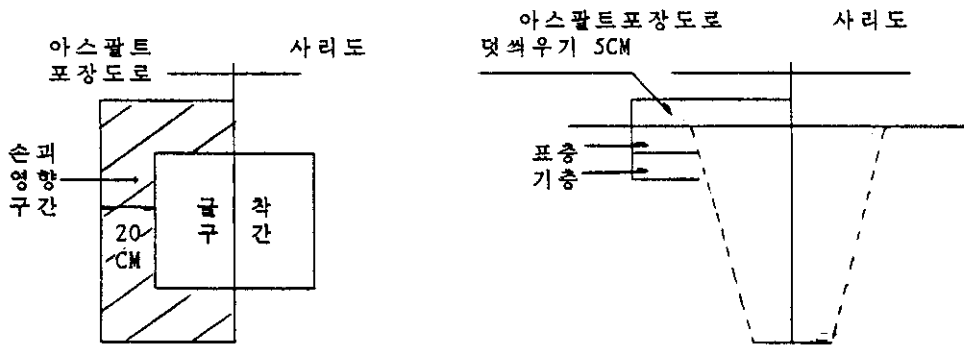 아스팔트 사리도
포장도로
손괴
영향
구간
20
CM
굴 착
구 간
아스팔트포장도로 사리도
덧씌우기 5CM
표층
기층